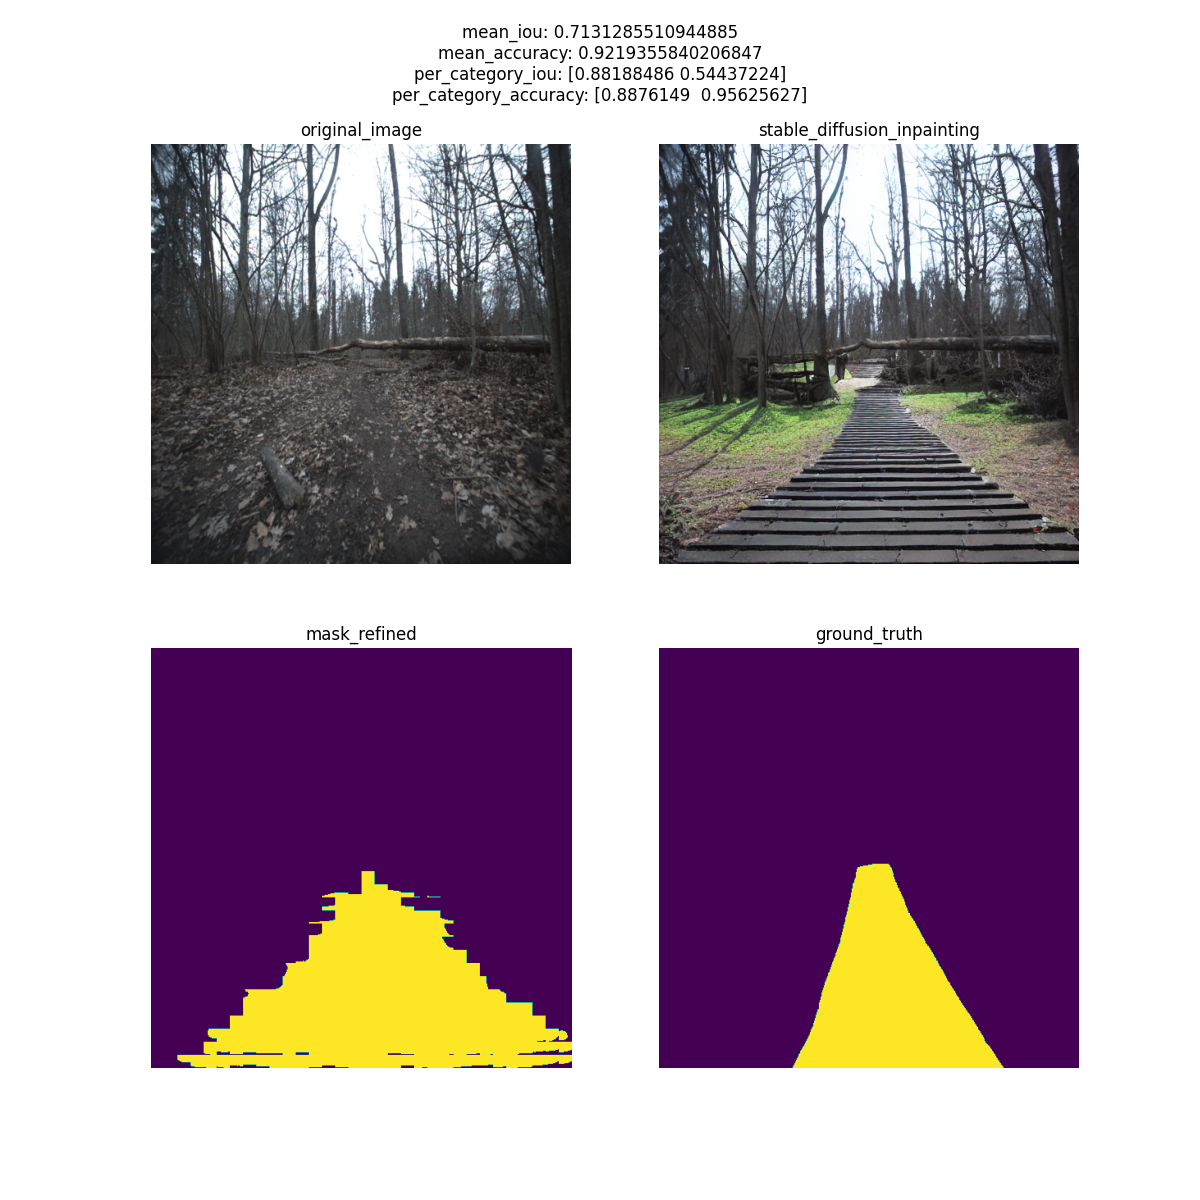 mean_iou: 0.7131285510944885
mean_accuracy: 0.9219355840206847
per_category_iou: [0.88188486 0.54437224]
per_category_accuracy: [0.8876149  0.95625627]
original_image
stable_diffusion_inpainting
mask_refined
ground_truth